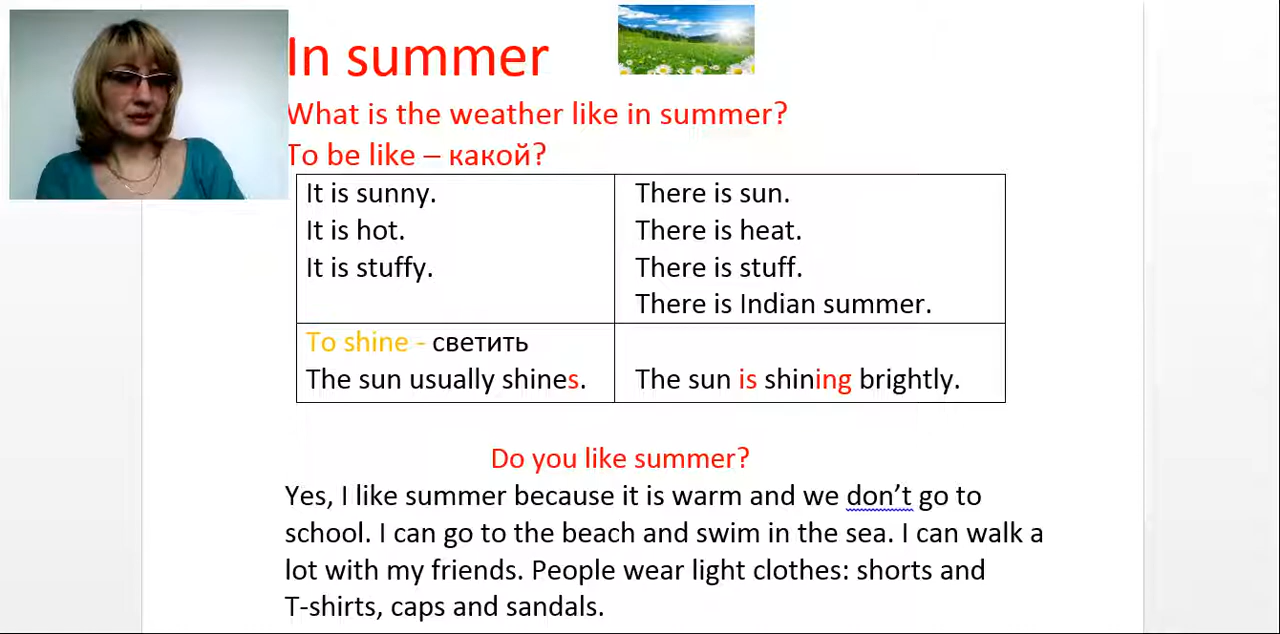 In summer
What is the weather like in summer?
To be like – какой?
It is sunny.
It is hot.
It is stuffy.
There is sun.
There is heat.
There is stuff.
There is Indian summer.
To shine - светить
The sun usually shines.
The sun is shining brightly.
Do you like summer?
Yes, I like summer because it is warm and we don’t go to
school. I can go to the beach and swim in the sea. I can walk a
lot with my friends. People wear light clothes: shorts and
T-shirts, caps and sandals.